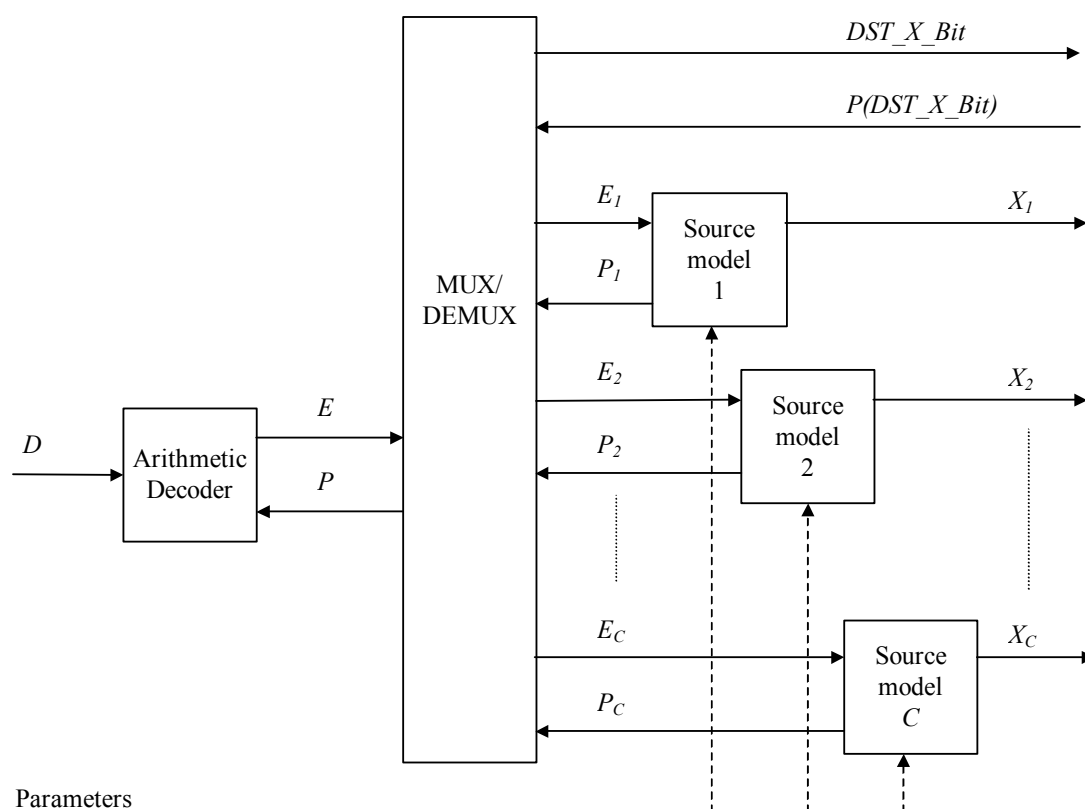 DST_X_Bit
P(DST_X_Bit)
E1
Source
model
1
X1
P1
MUX/
DEMUX
E2
Source
model
2
X2
P2
D
Arithmetic
Decoder
E
P
EC
Source
model
C
XC
PC
Parameters